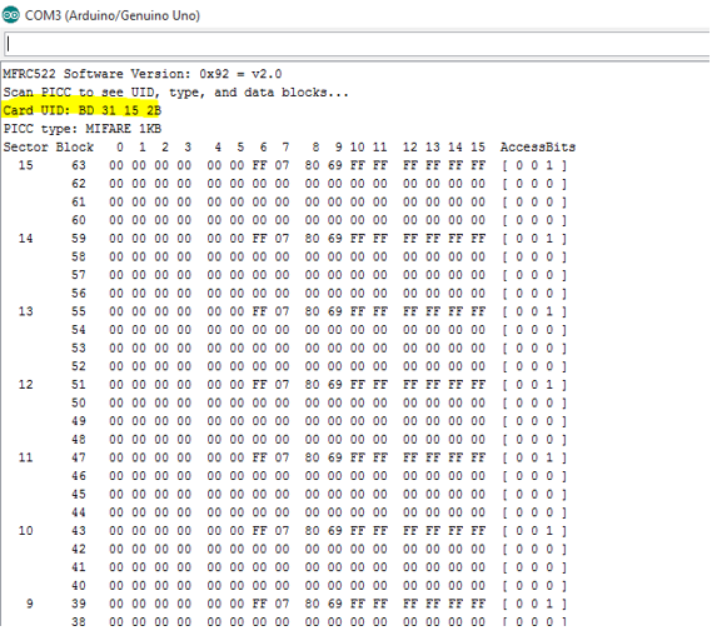 COM3 (Arduino/Genuino Uno)
MFRC522 Software Version: 0x92 = v2.0
Scan PICC to see UID, type, and data blocks...
Card UID: BD 31 15 2B
PICC type: MIFARE 1KB
Sector Block 0 1 2 3 4 5 6 7 8 9 10 11 12 13 14 15 AccessBits
15 63 00 00 00 00 00 00 FF 07 80 69 FF FF FF FF FF FF [ 0 0 1 ]
62 00 00 00 00 00 00 00 00 00 00 00 00 00 00 00 00 [ 0 0 0 ]
61 00 00 00 00 00 00 00 00 00 00 00 00 00 00 00 00 [ 0 0 0 ]
60 00 00 00 00 00 00 00 00 00 00 00 00 00 00 00 00 [ 0 0 0 ]
14 59 00 00 00 00 00 00 FF 07 80 69 FF FF FF FF FF FF [ 0 0 1 ]
58 00 00 00 00 00 00 00 00 00 00 00 00 00 00 00 00 [ 0 0 0 ]
57 00 00 00 00 00 00 00 00 00 00 00 00 00 00 00 00 [ 0 0 0 ]
56 00 00 00 00 00 00 00 00 00 00 00 00 00 00 00 00 [ 0 0 0 ]
13 55 00 00 00 00 00 00 FF 07 80 69 FF FF FF FF FF FF [ 0 0 1 ]
54 00 00 00 00 00 00 00 00 00 00 00 00 00 00 00 00 [ 0 0 0 ]
53 00 00 00 00 00 00 00 00 00 00 00 00 00 00 00 00 [ 0 0 0 ]
52 00 00 00 00 00 00 00 00 00 00 00 00 00 00 00 00 [ 0 0 0 ]
12 51 00 00 00 00 00 00 FF 07 80 69 FF FF FF FF FF FF [ 0 0 1 ]
50 00 00 00 00 00 00 00 00 00 00 00 00 00 00 00 00 [ 0 0 0 ]
49 00 00 00 00 00 00 00 00 00 00 00 00 00 00 00 00 [ 0 0 0 ]
48 00 00 00 00 00 00 00 00 00 00 00 00 00 00 00 00 [ 0 0 0 ]
11 47 00 00 00 00 00 00 FF 07 80 69 FF FF FF FF FF FF [ 0 0 1 ]
46 00 00 00 00 00 00 00 00 00 00 00 00 00 00 00 00 [ 0 0 0 ]
45 00 00 00 00 00 00 00 00 00 00 00 00 00 00 00 00 [ 0 0 0 ]
44 00 00 00 00 00 00 00 00 00 00 00 00 00 00 00 00 [ 0 0 0 ]
10 43 00 00 00 00 00 00 FF 07 80 69 FF FF FF FF FF FF [ 0 0 1 ]
42 00 00 00 00 00 00 00 00 00 00 00 00 00 00 00 00 [ 0 0 0 ]
41 00 00 00 00 00 00 00 00 00 00 00 00 00 00 00 00 [ 0 0 0 ]
40 00 00 00 00 00 00 00 00 00 00 00 00 00 00 00 00 [ 0 0 0 ]
9 39 00 00 00 00 00 00 FF 07 80 69 FF FF FF FF FF FF [ 0 0 1 ]
38 00 00 00 00 00 00 00 00 00 00 00 00 00 00 00 00 [ 0 0 0 ]